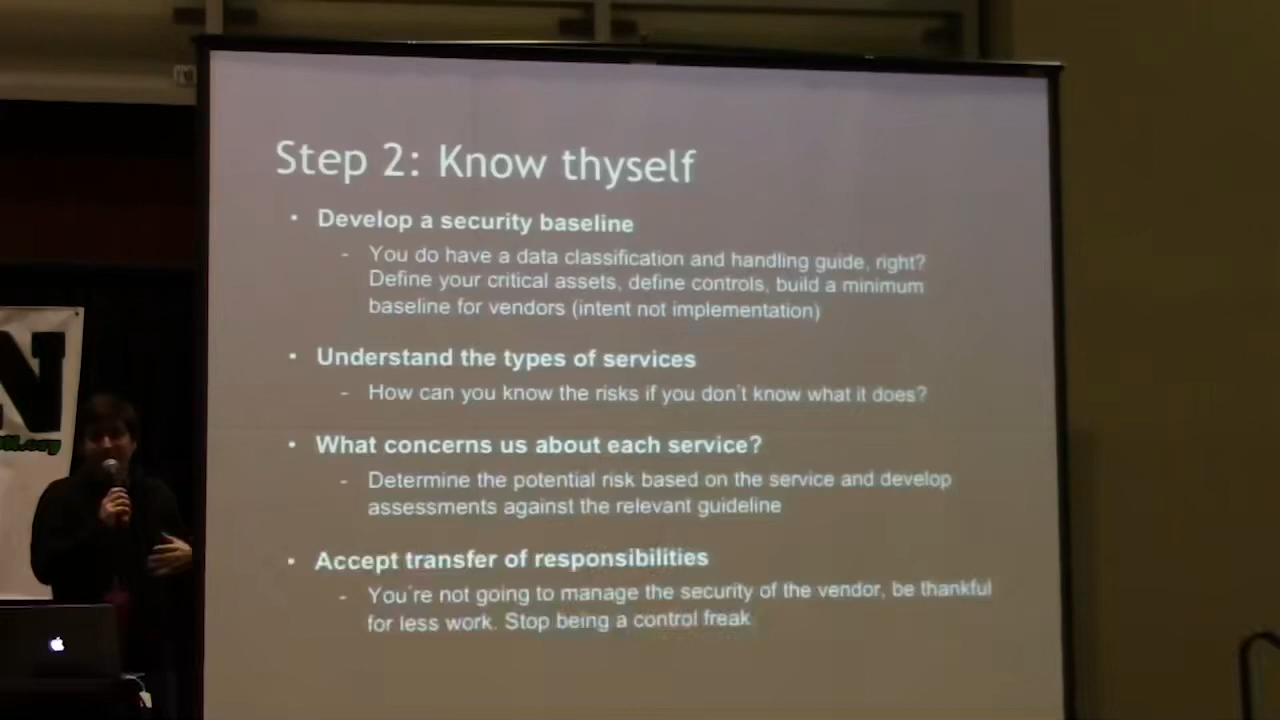 Step 2: Know thyself
• Develop a security baseline
- You do have a data classification and handling guide, right?
Define your critical assets, define controls, build a minimum
baseline for vendors (intent not implementation)
• Understand the types of services
- How can you know the risks if you don't know what it does?
• What concerns us about each service?
- Determine the potential risk based on the service and develop
assessments against the relevant guideline
• Accept transfer of responsibilities
- You're not going to manage the security of the vendor, be thankful
for less work. Stop being a control freak
N